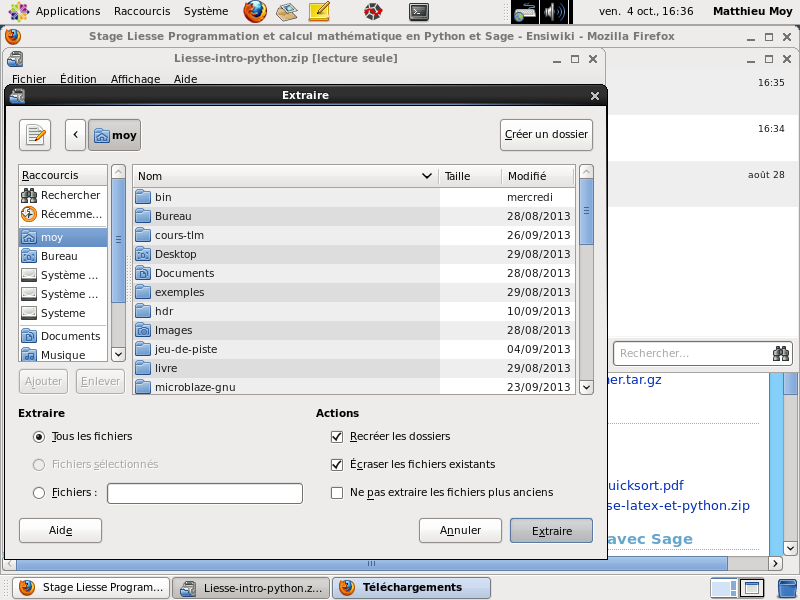 Applications Raccourcis Système ven. 4 oct., 16:36 Matthieu Moy
Stage Liesse Programmation et calcul mathématique en Python et Sage - Ensiwiki - Mozilla Firefox
Liesse-intro-python.zip [lecture seule]
Fichier Édition Affichage Aide
16:35
Extraire
16:34
moy
Créer un dossier
août 28
Raccourcis
Rechercher
Récemme...
moy
Bureau
Système ...
Système ...
Systeme
Documents
Musique
Nom Taille Modifié
bin mercredi
Bureau 28/08/2013
cours-tlm 26/09/2013
Desktop 29/08/2013
Documents 28/08/2013
exemples 29/08/2013
hdr 10/09/2013
Images 28/08/2013
jeu-de-piste 04/09/2013
livre 29/08/2013
microblaze-gnu 23/09/2013
Rechercher...
Ajouter Enlever
ner.tar.gz
Extraire
Tous les fichiers
Fichiers sélectionnés
Fichiers :
Actions
Recréer les dossiers
Écraser les fichiers existants
Ne pas extraire les fichiers plus anciens
uicksort.pdf
se-latex-et-python.zip
avec Sage
Aide Annuler Extraire
Stage Liesse Program... Liesse-intro-python.z... Téléchargements